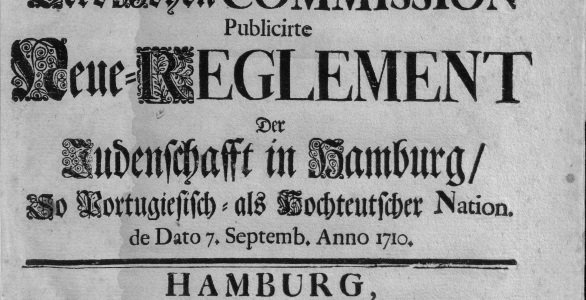 COMMISSION
Publicirte
Neue-REGLEMENT
Der
Judenschafft in Hamburg/
So Portugiesisch- als Hochteutscher Nation.
de Dato 7. Septemb. Anno 1710.
HAMBURG,